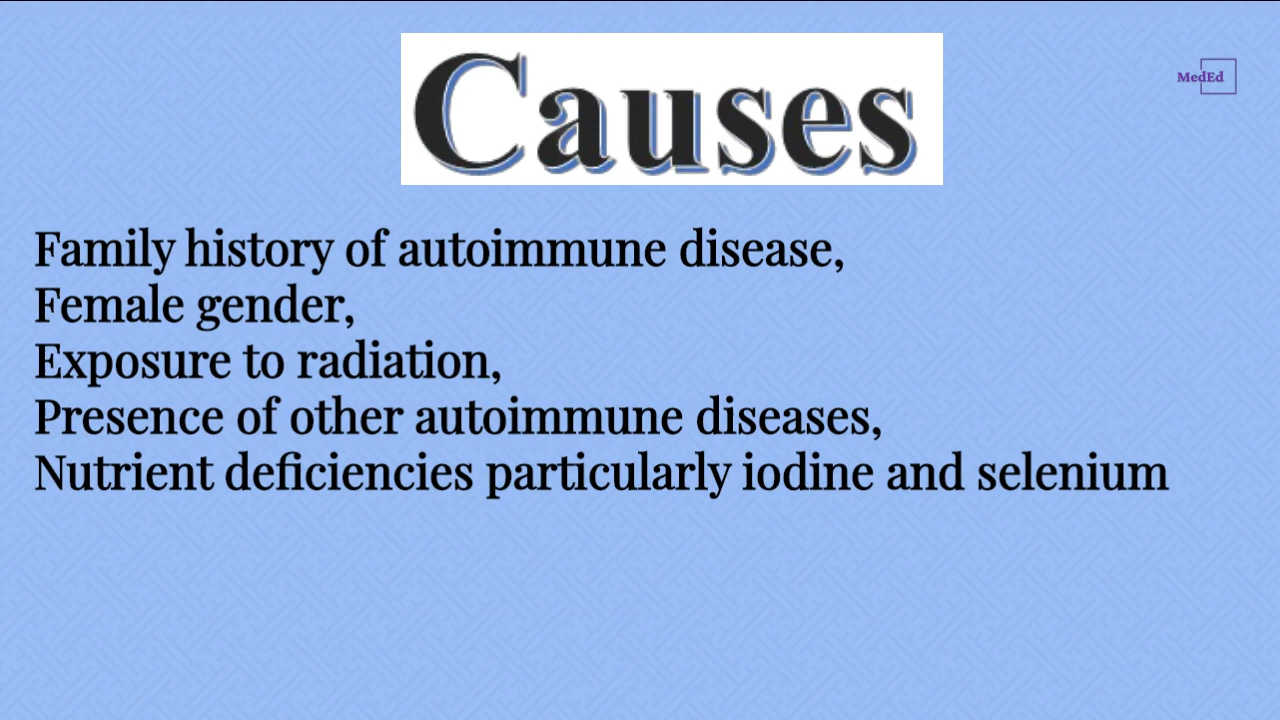 Causes
MedEd
Family history of autoimmune disease,
Female gender,
Exposure to radiation,
Presence of other autoimmune diseases,
Nutrient deficiencies particularly iodine and selenium